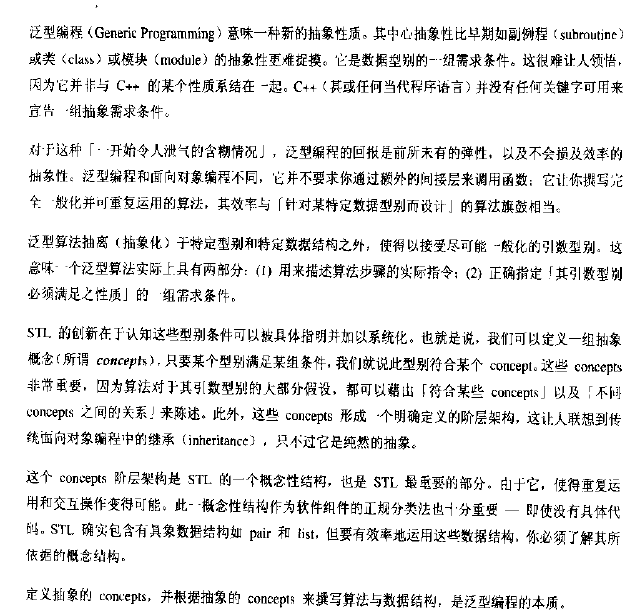 泛型编程（Generic Programming）意味一种新的抽象性质。其中心抽象性比早期如副例程（subroutine）
或类（class）或模块（module）的抽象性更难捉摸。它是数据型别的一组需求条件。这很难让人领悟，
因为它并非与 C++ 的某个性质系结在一起。C++（甚或任何当代程序语言）并没有任何关键字可用来
宣告一组抽象需求条件。
对于这种「一开始令人泄气的含糊情况」，泛型编程的回报是前所未有的弹性，以及不会损及效率的
抽象性。泛型编程和面向对象编程不同，它并不要求你通过额外的间接层来调用函数；它让你撰写完
全一般化并可重复运用的算法，其效率与「针对某特定数据型别而设计」的算法旗鼓相当。
泛型算法抽离（抽象化）于特定型别和特定数据结构之外，使得以接受尽可能一般化的引数型别。这
意味一个泛型算法实际上具有两部分：(1) 用来描述算法步骤的实际指令；(2) 正确指定「其引数型别
必须满足之性质」的一组需求条件。
STL 的创新在于认知这些型别条件可以被具体指明并加以系统化。也就是说，我们可以定义一组抽象
概念（所谓 concepts），只要某个型别满足某组条件，我们就说此型别符合某个 concept。这些 concepts
非常重要，因为算法对于其引数型别的大部分假设，都可以藉出「符合某些 concepts」以及「不同
concepts 之间的关系」来陈述。此外，这些 concepts 形成一个明确定义的阶层架构，这让人联想到传
统面向对象编程中的继承（inheritance），只不过它是纯然的抽象。
这个 concepts 阶层架构是 STL 的一个概念性结构，也是 STL 最重要的部分。由于它，使得重复运
用和交互操作变得可能。此一概念性结构作为软件组件的正规分类法也十分重要 — 即使没有具体代
码。STL 确实包含有具象数据结构如 pair 和 list，但要有效率地运用这些数据结构，你必须了解其所
依据的概念结构。
定义抽象的 concepts，并根据抽象的 concepts 来撰写算法与数据结构，是泛型编程的本质。